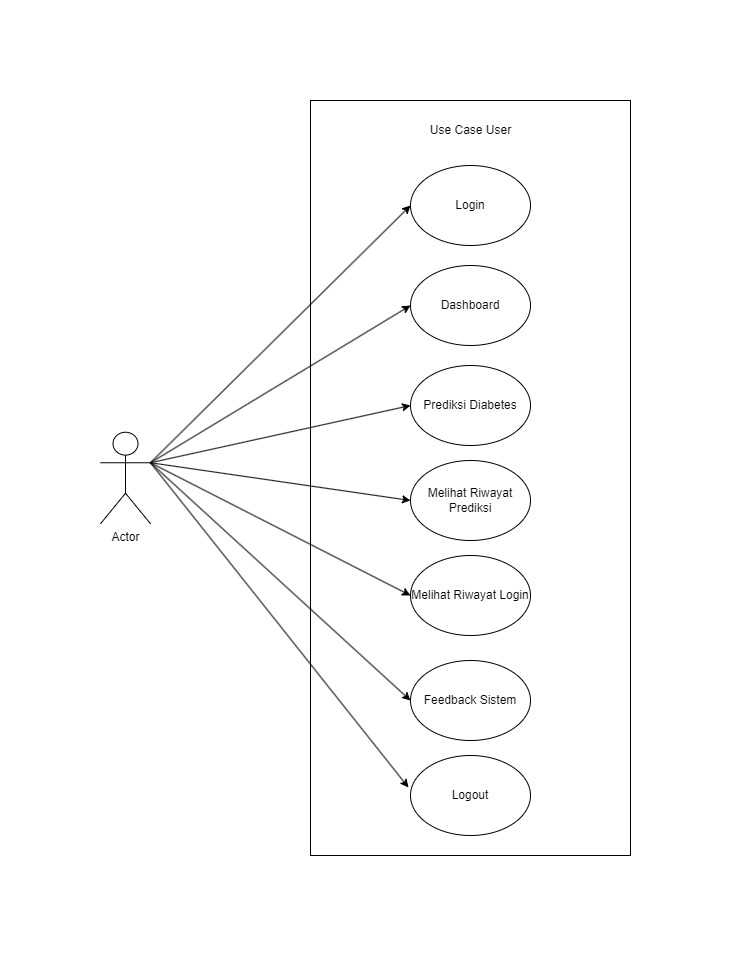 Use Case User
Login
Dashboard
Prediksi Diabetes
Melihat Riwayat
Prediksi
Actor
Melihat Riwayat Login
Feedback Sistem
Logout